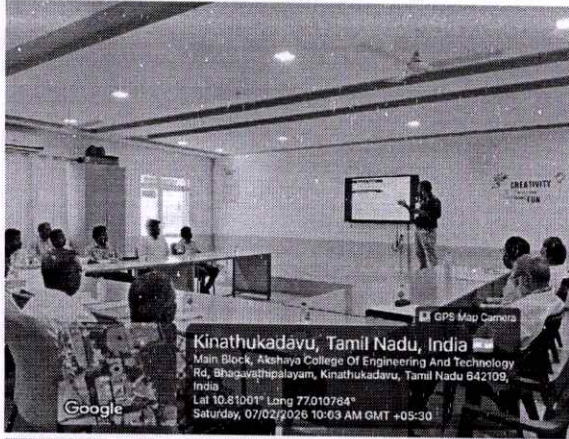 CREATIVITY
FUN
GPS Map Camera
Kinathukadavu, Tamil Nadu, India
Main Block, Akshaya College Of Engineering And Technology
Rd, Bhagavathipalayam, Kinathukadavu, Tamil Nadu 642109,
India
Lat 10.81001° Long 77.010764°
Saturday, 07/02/2026 10:03 AM GMT +05:30
Google